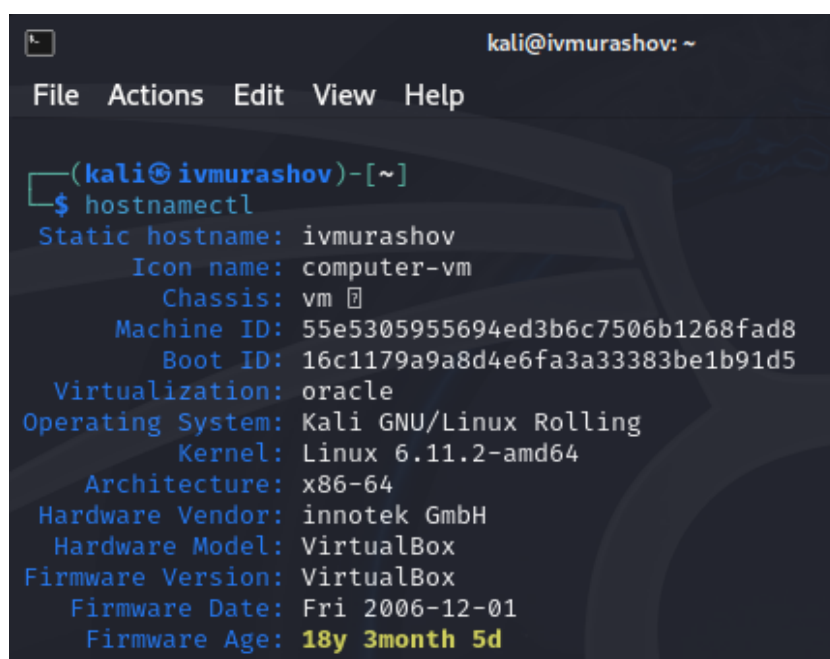 kali@ivmurashov: ~
File Actions Edit View Help
(kali㉿ivmurashov)-[~]
$ hostnamectl
Static hostname: ivmurashov
Icon name: computer-vm
Chassis: vm
Machine ID: 55e5305955694ed3b6c7506b1268fad8
Boot ID: 16c1179a9a8d4e6fa3a33383be1b91d5
Virtualization: oracle
Operating System: Kali GNU/Linux Rolling
Kernel: Linux 6.11.2-amd64
Architecture: x86-64
Hardware Vendor: innotek GmbH
Hardware Model: VirtualBox
Firmware Version: VirtualBox
Firmware Date: Fri 2006-12-01
Firmware Age: 18y 3month 5d